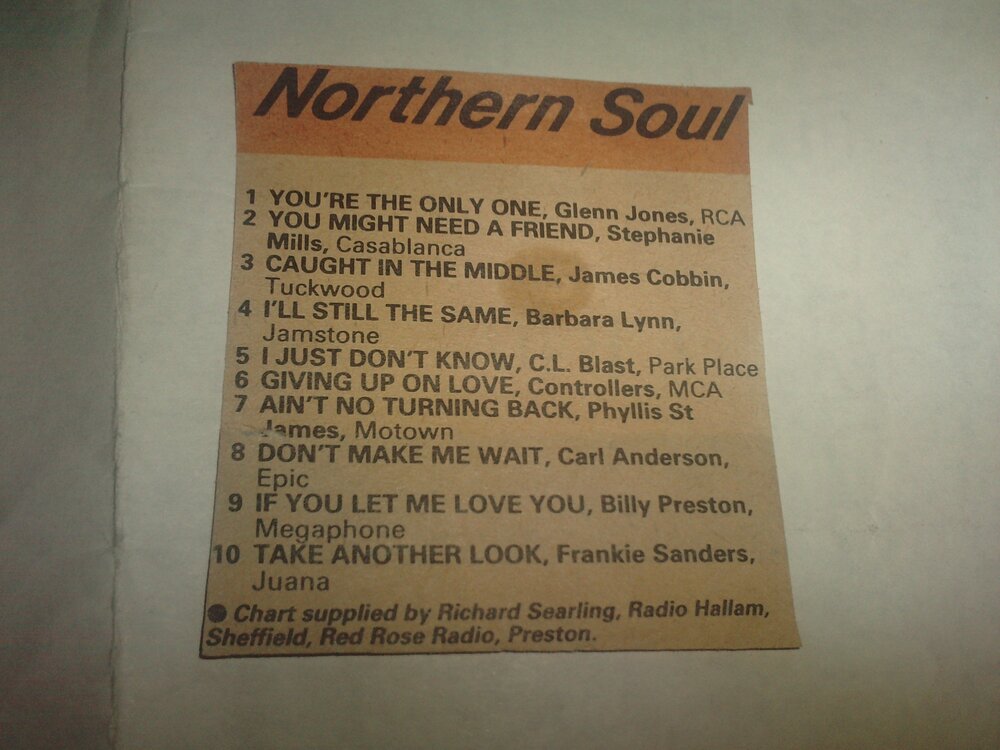 Northern Soul
1 YOU'RE THE ONLY ONE, Glenn Jones, RCA
2 YOU MIGHT NEED A FRIEND, Stephanie
Mills, Casablanca
3 CAUGHT IN THE MIDDLE, James Cobbin,
Tuckwood
4 I'LL STILL THE SAME, Barbara Lynn,
Jamstone
5 I JUST DON'T KNOW, C.L. Blast, Park Place
6 GIVING UP ON LOVE, Controllers, MCA
7 AIN'T NO TURNING BACK, Phyllis St
James, Motown
8 DON'T MAKE ME WAIT, Carl Anderson,
Epic
9 IF YOU LET ME LOVE YOU, Billy Preston,
Megaphone
10 TAKE ANOTHER LOOK, Frankie Sanders,
Juana
● Chart supplied by Richard Searling, Radio Hallam,
Sheffield, Red Rose Radio, Preston.